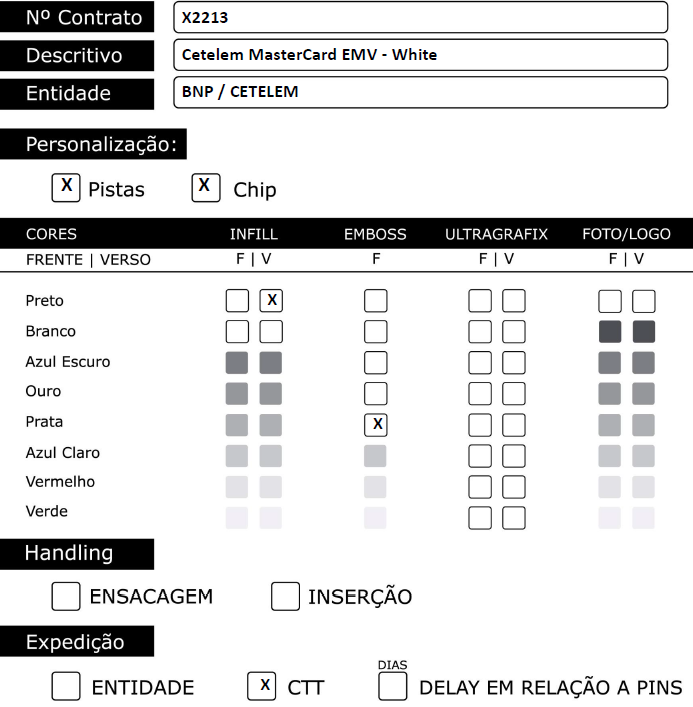 Nº Contrato X2213
Descritivo Cetelem MasterCard EMV - White
Entidade BNP / CETELEM
Personalização:
X Pistas X Chip
CORES INFILL EMBOSS ULTRAGRAFIX FOTO/LOGO
FRENTE | VERSO F | V F F | V F | V
Preto X
Branco
Azul Escuro
Ouro
Prata X
Azul Claro
Vermelho
Verde
Handling
ENSACAGEM INSERÇÃO
Expedição
DIAS
ENTIDADE X CTT DELAY EM RELAÇÃO A PINS